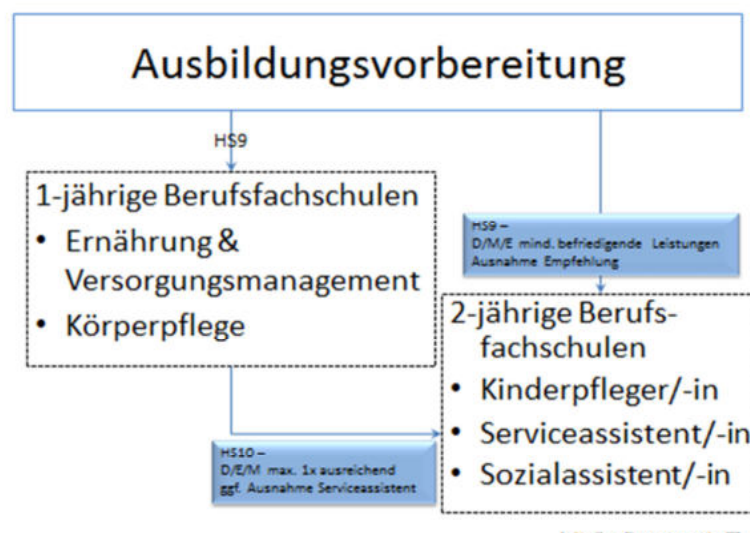 Ausbildungsvorbereitung
HS9
1-jährige Berufsfachschulen
• Ernährung &
Versorgungsmanagement
• Körperpflege
HS9 –
D/M/E mind. befriedigende Leistungen
Ausnahme Empfehlung
2-jährige Berufs-
fachschulen
• Kinderpfleger/-in
• Serviceassistent/-in
• Sozialassistent/-in
HS10 –
D/E/M max. 1x ausreichend
ggf. Ausnahme Serviceassistent